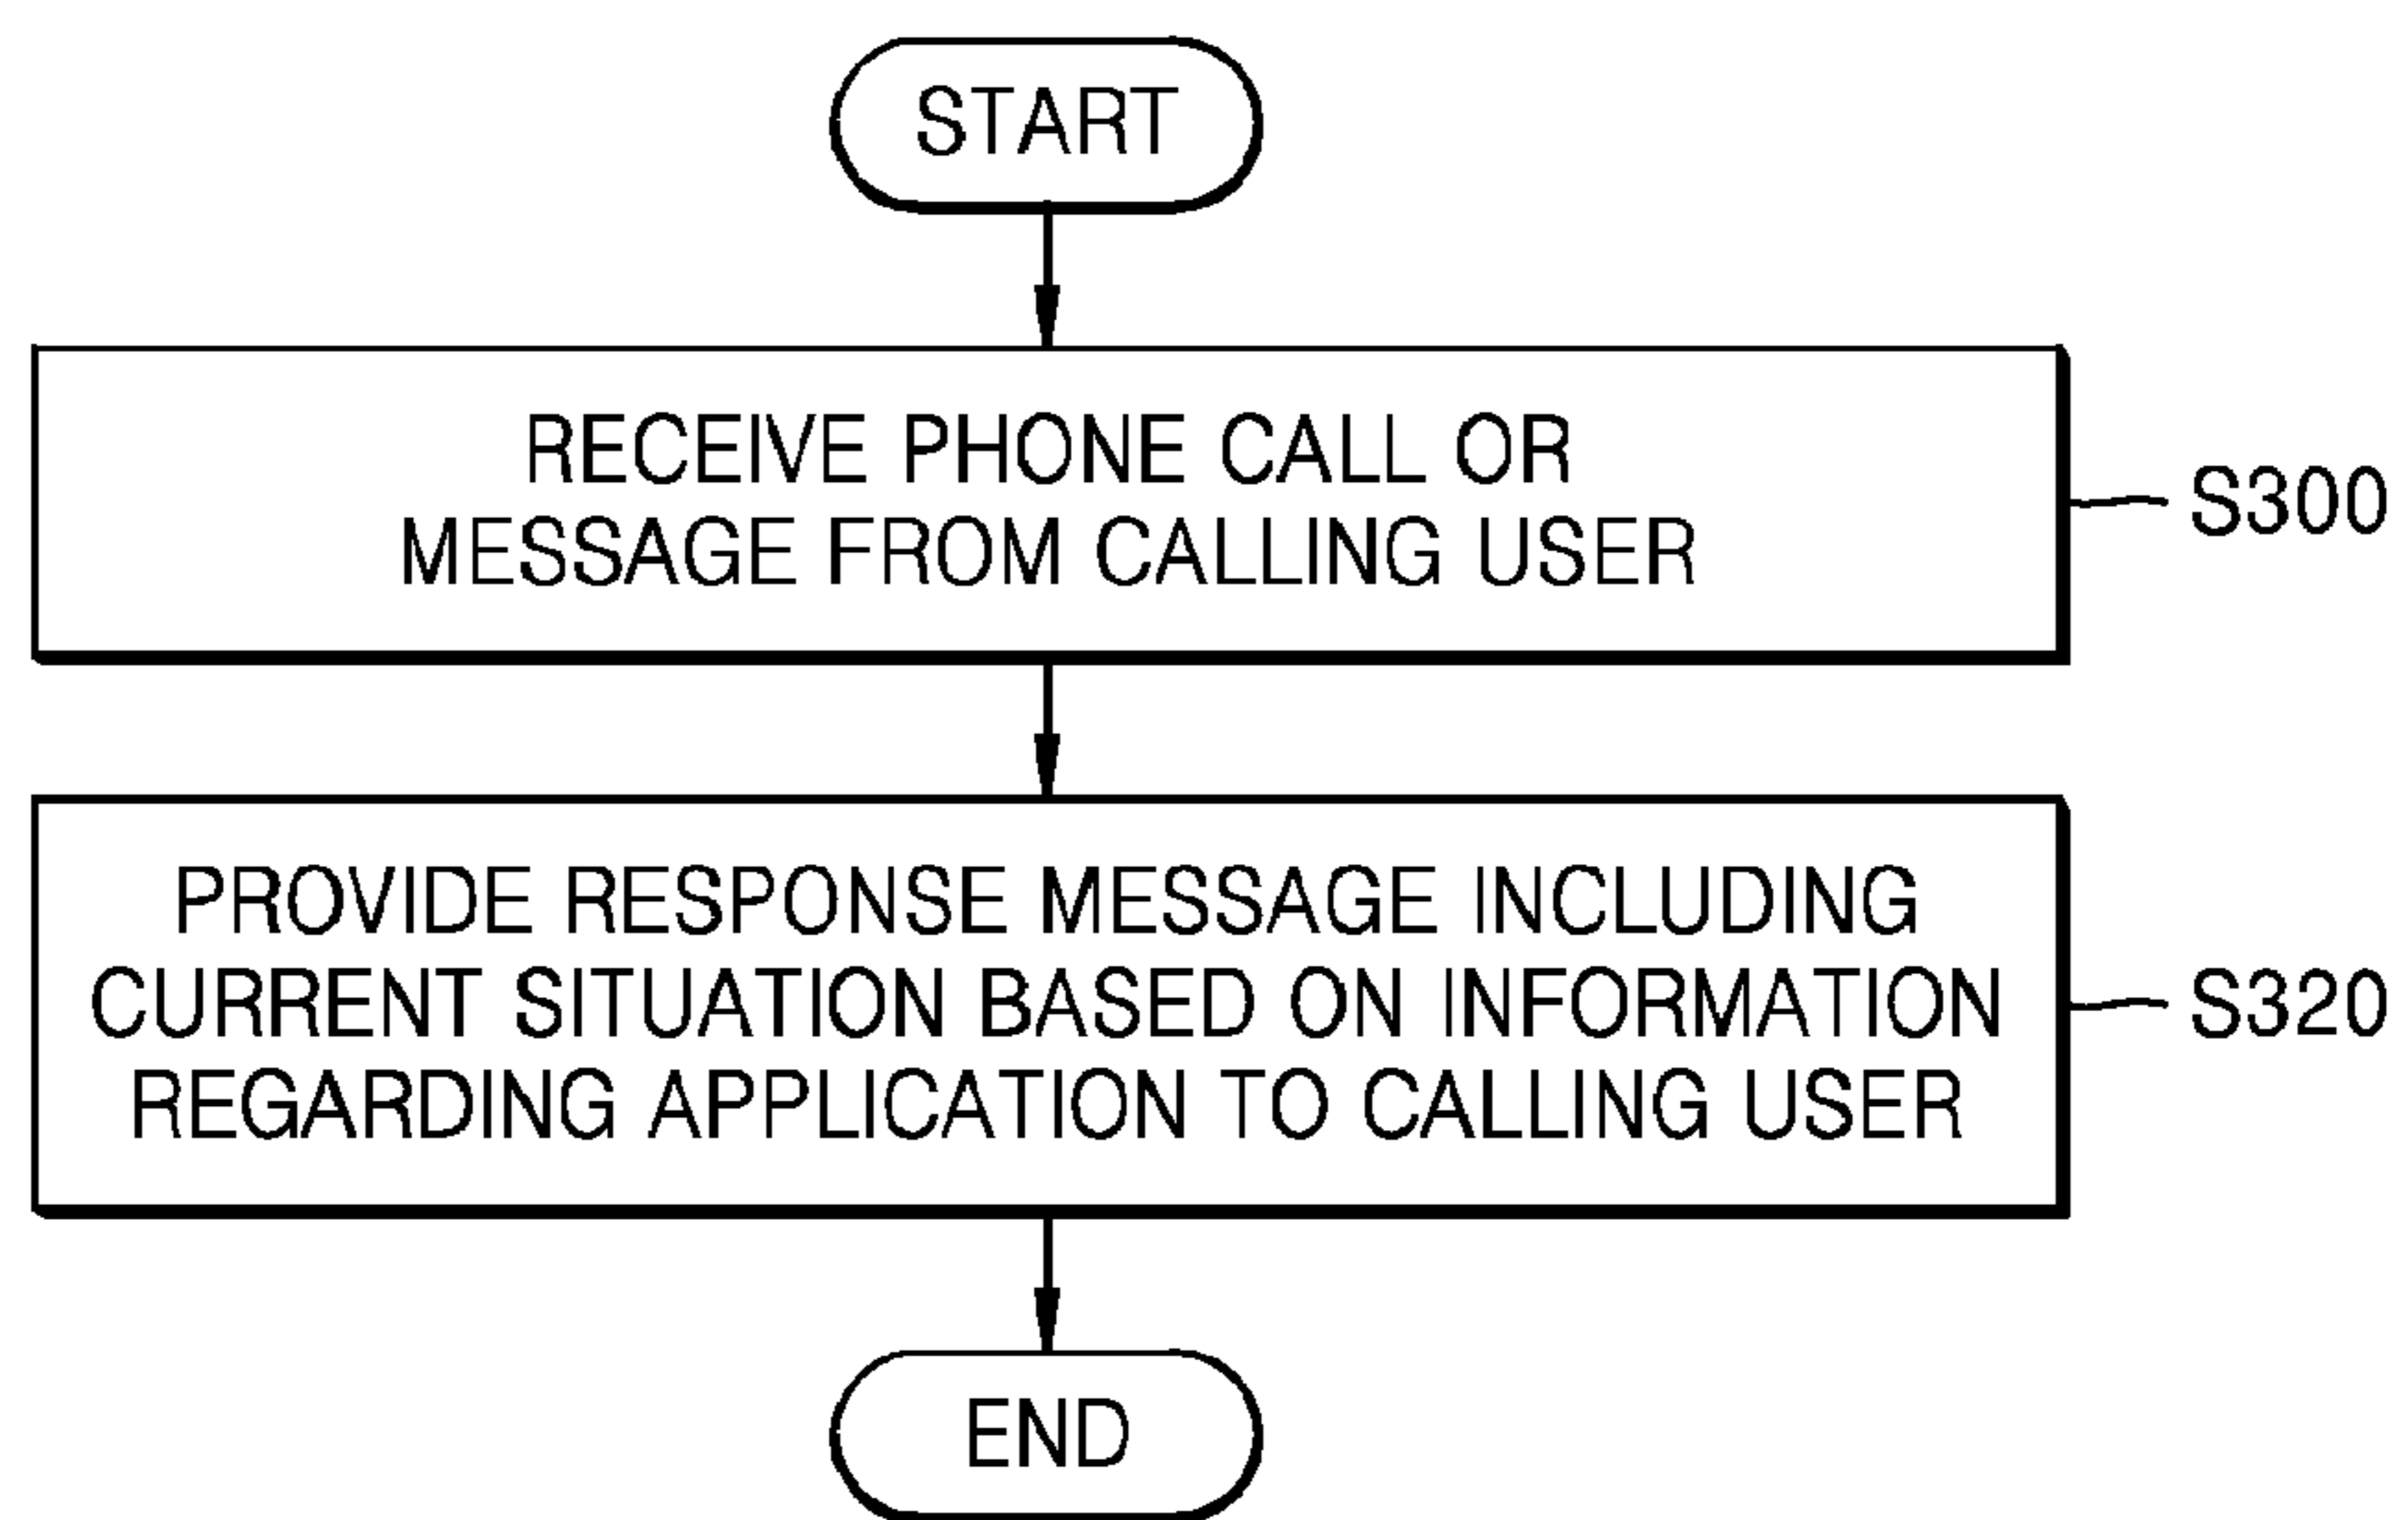 START
RECEIVE PHONE CALL OR
MESSAGE FROM CALLING USER
S300
PROVIDE RESPONSE MESSAGE INCLUDING
CURRENT SITUATION BASED ON INFORMATION
REGARDING APPLICATION TO CALLING USER
S320
END